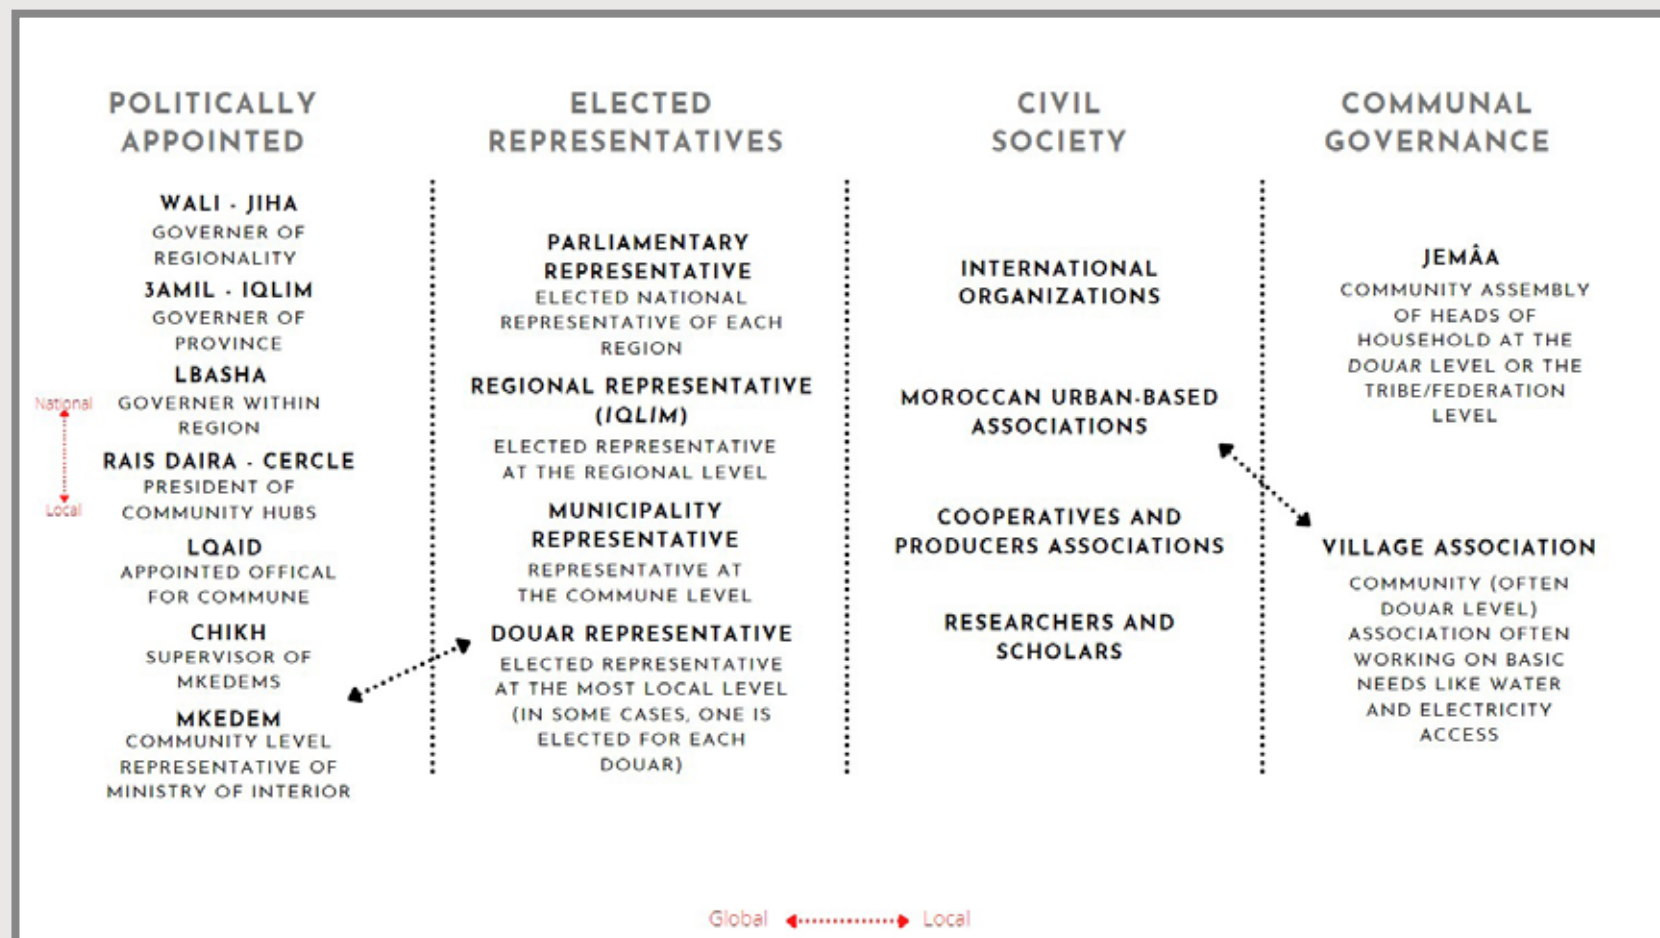 POLITICALLY
APPOINTED
WALI - JIHA
GOVERNER OF
REGIONALITY
3AMIL - IQLIM
GOVERNER OF
PROVINCE
LBASHA
GOVERNER WITHIN
REGION
RAIS DAIRA - CERCLE
PRESIDENT OF
COMMUNITY HUBS
LQAID
APPOINTED OFFICAL
FOR COMMUNE
CHIKH
SUPERVISOR OF
MKEDEMS
MKEDEM
COMMUNITY LEVEL
REPRESENTATIVE OF
MINISTRY OF INTERIOR
National
Local
ELECTED
REPRESENTATIVES
PARLIAMENTARY
REPRESENTATIVE
ELECTED NATIONAL
REPRESENTATIVE OF EACH
REGION
REGIONAL REPRESENTATIVE
(IQLIM)
ELECTED REPRESENTATIVE
AT THE REGIONAL LEVEL
MUNICIPALITY
REPRESENTATIVE
REPRESENTATIVE AT
THE COMMUNE LEVEL
DOUAR REPRESENTATIVE
ELECTED REPRESENTATIVE
AT THE MOST LOCAL LEVEL
(IN SOME CASES, ONE IS
ELECTED FOR EACH
DOUAR)
CIVIL
SOCIETY
INTERNATIONAL
ORGANIZATIONS
MOROCCAN URBAN-BASED
ASSOCIATIONS
COOPERATIVES AND
PRODUCERS ASSOCIATIONS
RESEARCHERS AND
SCHOLARS
COMMUNAL
GOVERNANCE
JEMÂA
COMMUNITY ASSEMBLY
OF HEADS OF
HOUSEHOLD AT THE
DOUAR LEVEL OR THE
TRIBE/FEDERATION
LEVEL
VILLAGE ASSOCIATION
COMMUNITY (OFTEN
DOUAR LEVEL)
ASSOCIATION OFTEN
WORKING ON BASIC
NEEDS LIKE WATER
AND ELECTRICITY
ACCESS
Global
Local